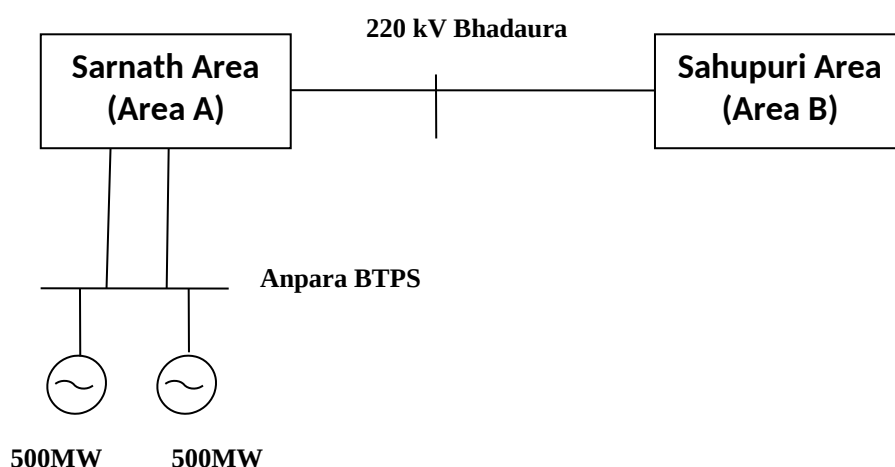 220 kV Bhadaura
Sarnath Area
(Area A)
Sahupuri Area
(Area B)
Anpara BTPS
500MW
500MW